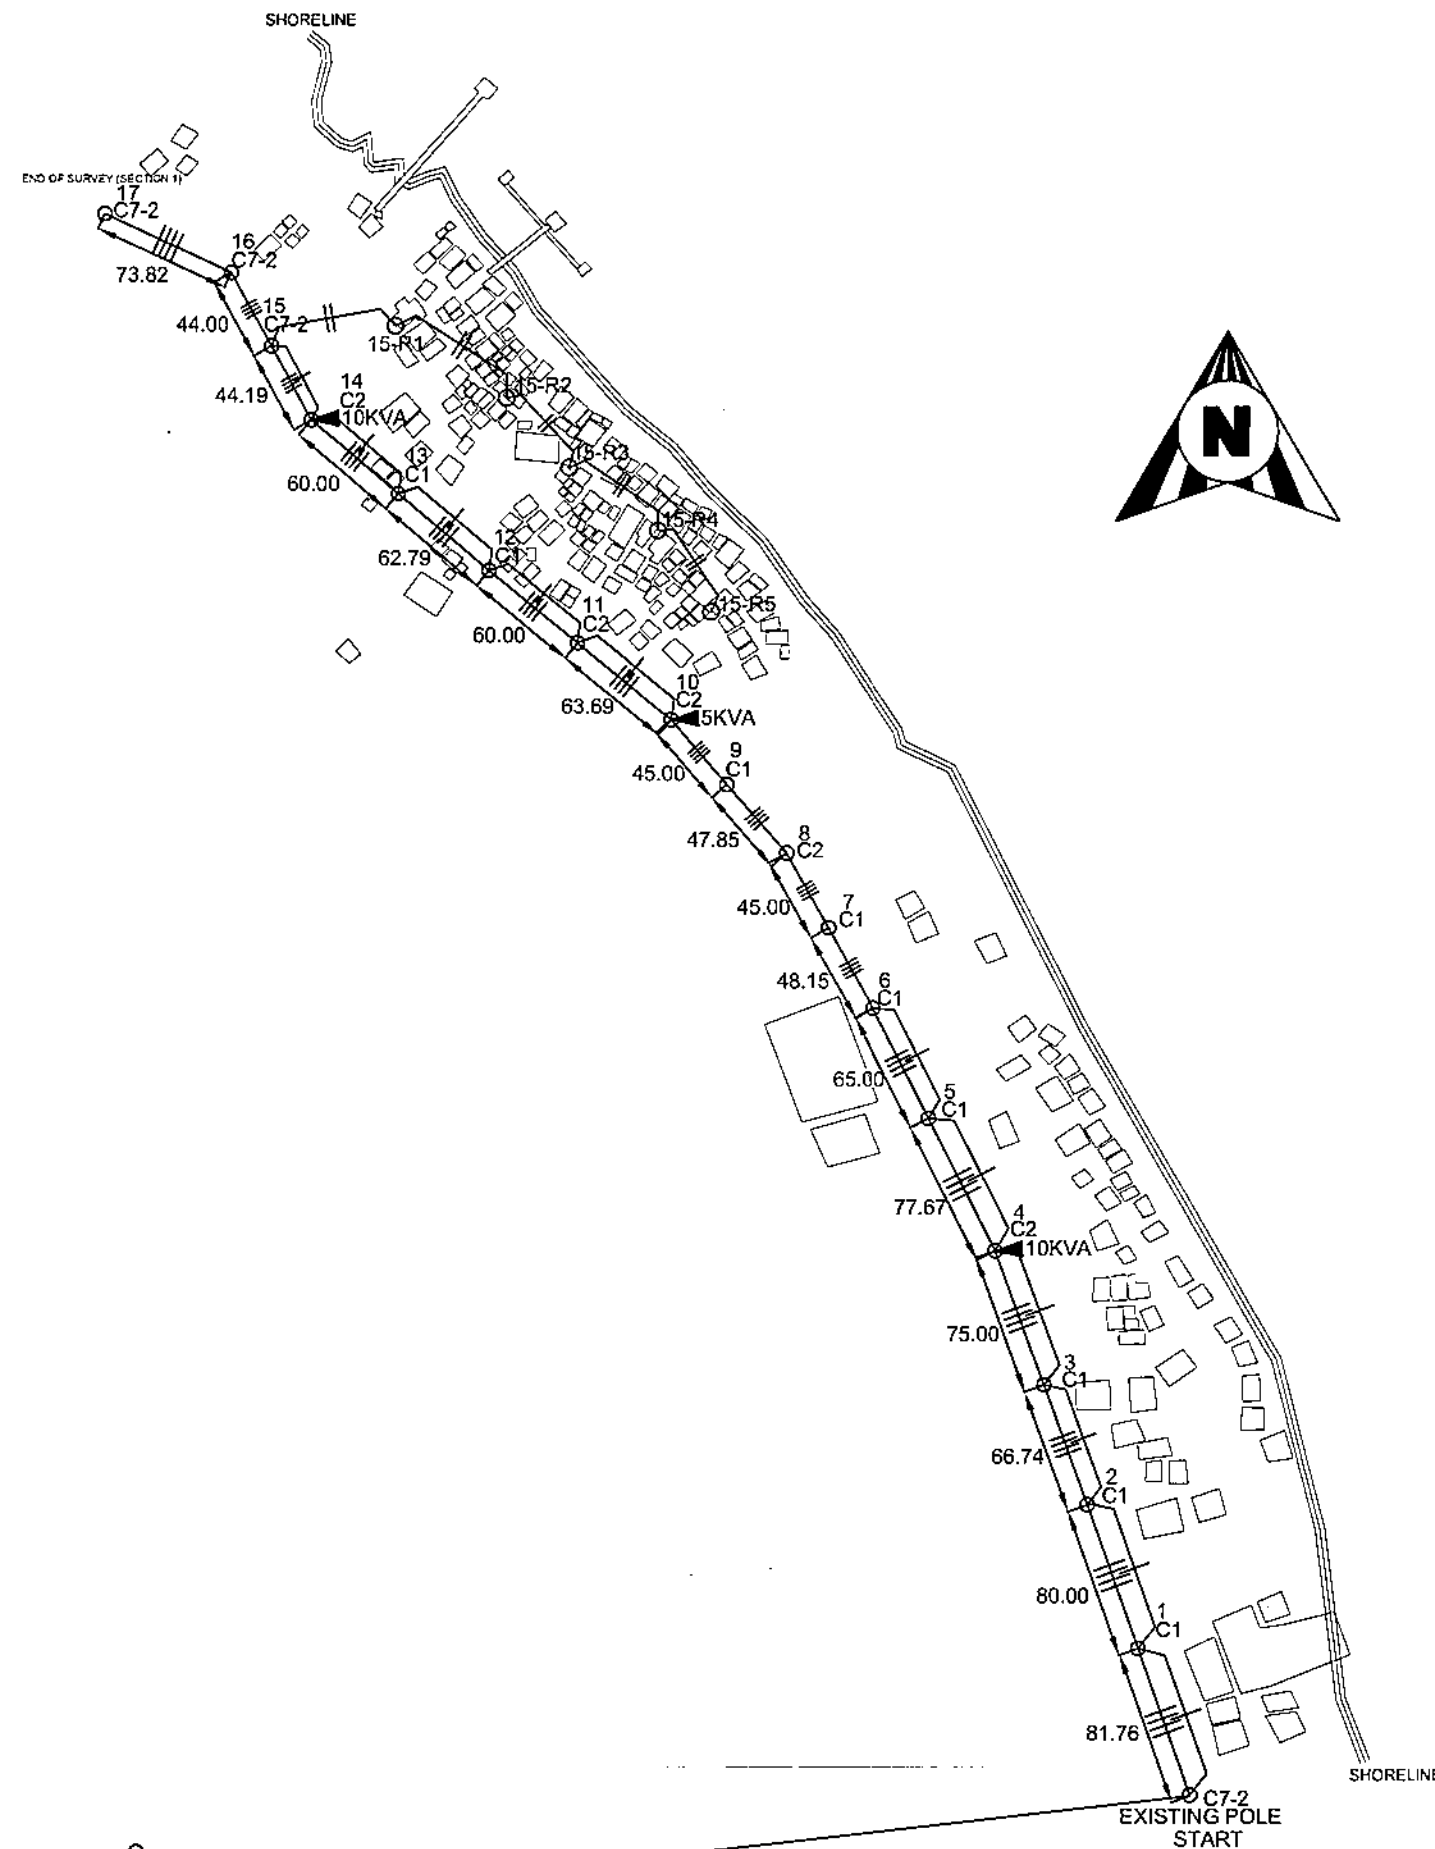 SHORELINE
END OF SURVEY (SECTION 1)
17
C7-2
16
C7-2
73.82
15
C7-2
44.00
15-R1
44.19
14
C2
10KVA
15-R2
13
C1
60.00
15-R3
N
62.79
12
C1
15-R4
60.00
11
C2
15-R5
63.69
10
C2
5KVA
45.00
9
C1
47.85
8
C2
45.00
7
C1
48.15
6
C1
65.00
5
C1
77.67
4
C2
10KVA
75.00
3
C1
66.74
2
C1
80.00
1
C1
81.76
SHORELINE
C7-2
EXISTING POLE
START